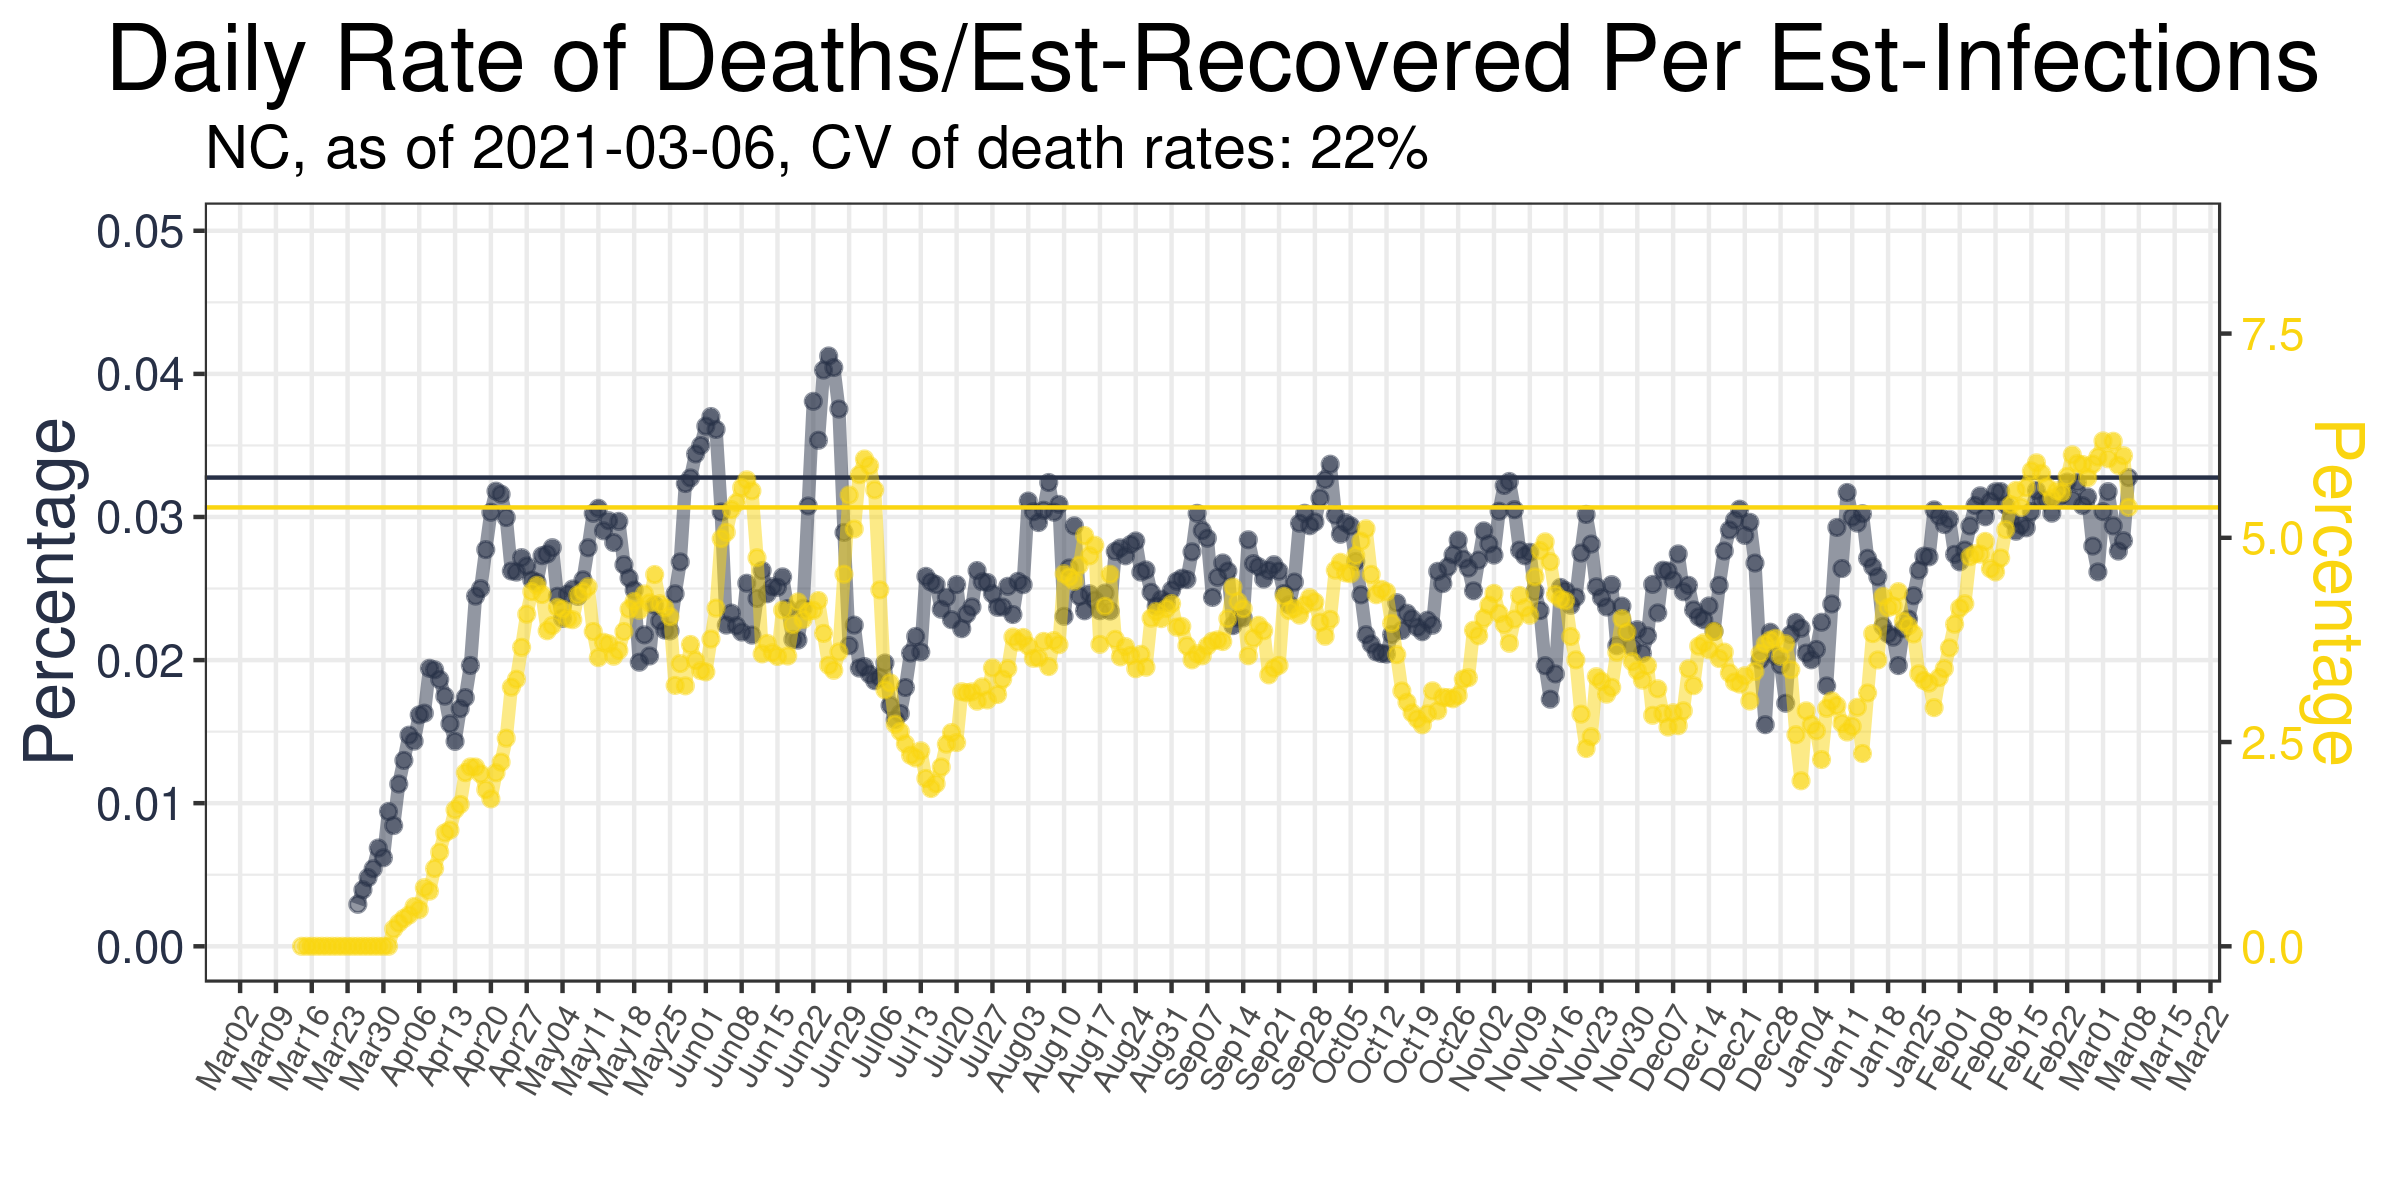 Daily Rate of Deaths/Est-Recovered Per Est-Infections
NC, as of 2021-03-06, CV of death rates: 22%
Percentage
0.05
0.04
0.03
0.02
0.01
0.00
7.5
5.0
2.5
0.0
Percentage
Mar02
Mar09
Mar16
Mar23
Mar30
Apr06
Apr13
Apr20
Apr27
May04
May11
May18
May25
Jun01
Jun08
Jun15
Jun22
Jun29
Jul06
Jul13
Jul20
Jul27
Aug03
Aug10
Aug17
Aug24
Aug31
Sep07
Sep14
Sep21
Sep28
Oct05
Oct12
Oct19
Oct26
Nov02
Nov09
Nov16
Nov23
Nov30
Dec07
Dec14
Dec21
Dec28
Dec04
Jan11
Jan18
Jan25
Feb01
Feb08
Feb15
Feb22
Mar01
Mar08
Mar15
Mar22